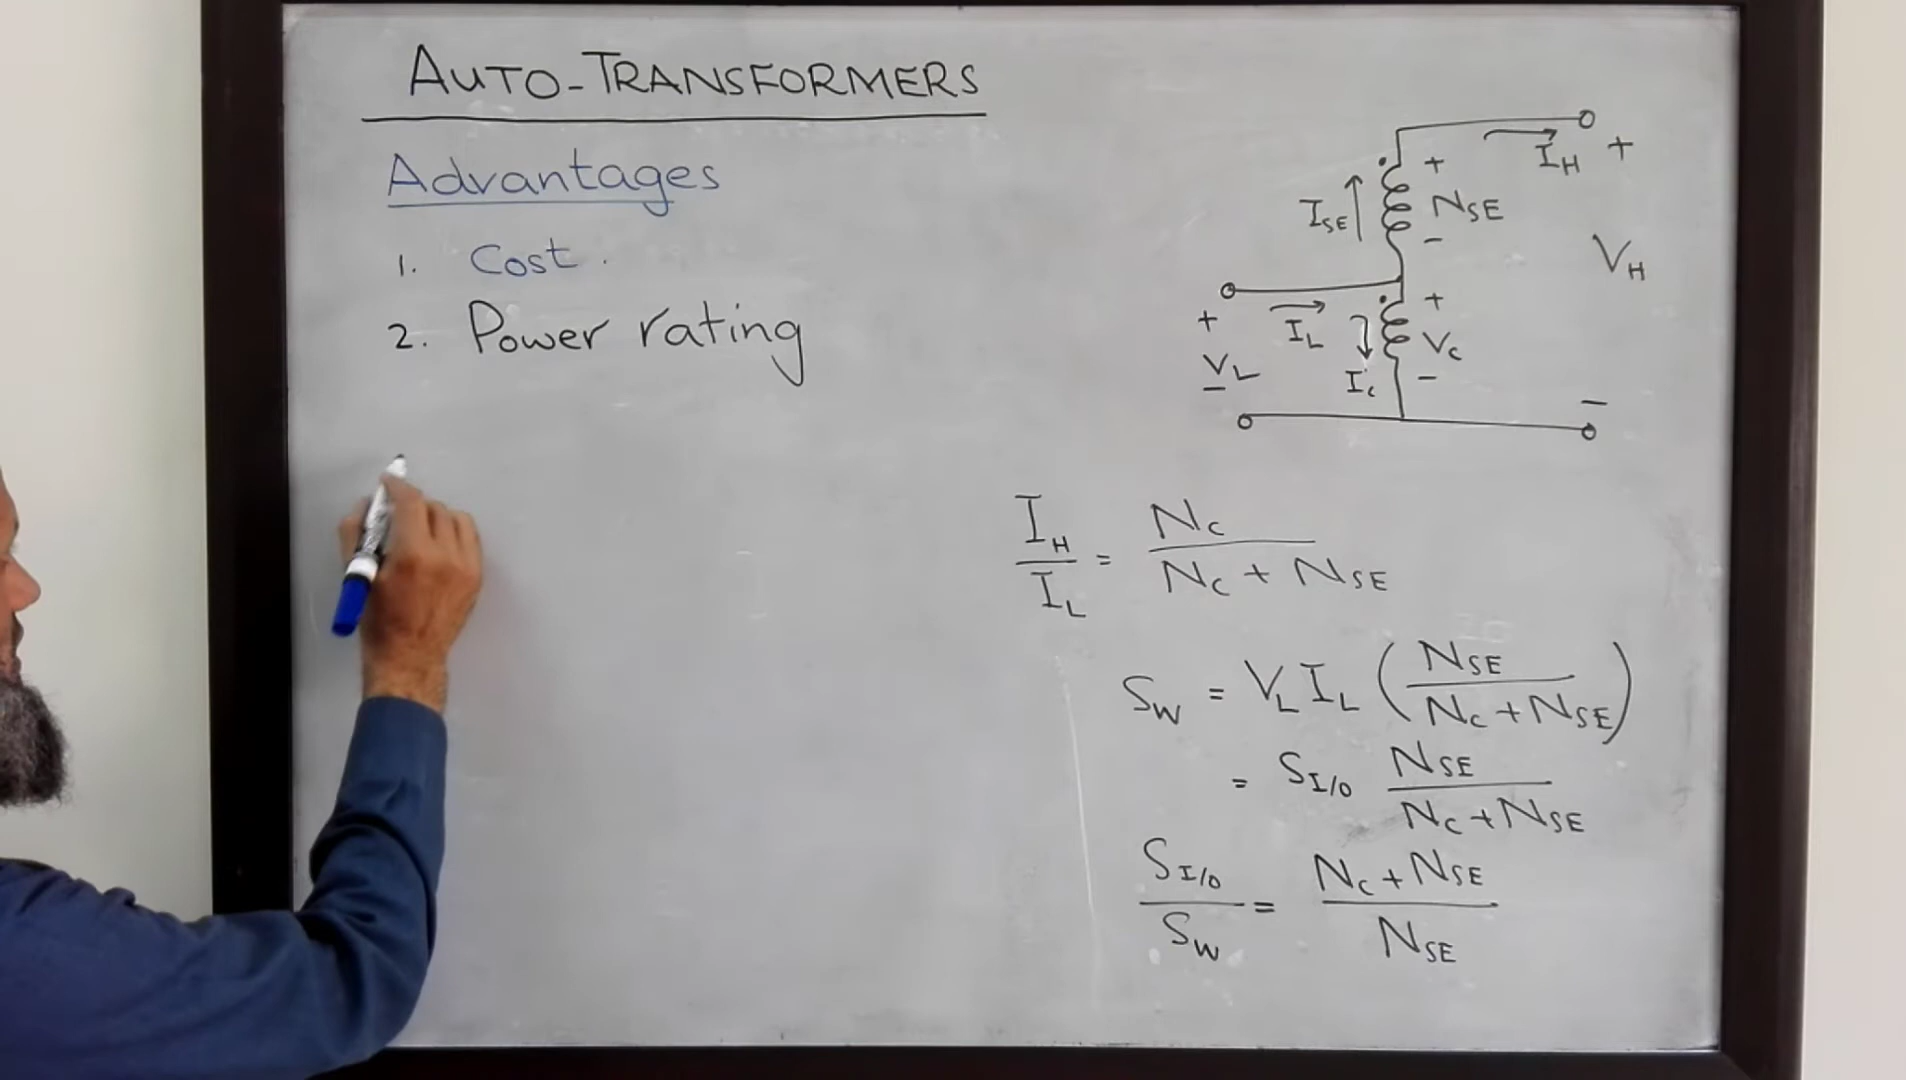 AUTO-TRANSFORMERS
Advantages
1. Cost.
2. Power rating
I_H +
+
I_SE N_SE
-
V_H
+ +
I_L V_C
V_L I_C
- -
-
I_H / I_L = N_C / (N_C + N_SE)
S_W = V_L I_L (N_SE / (N_C + N_SE))
= S_I/O N_SE / (N_C + N_SE)
S_I/O / S_W = (N_C + N_SE) / N_SE